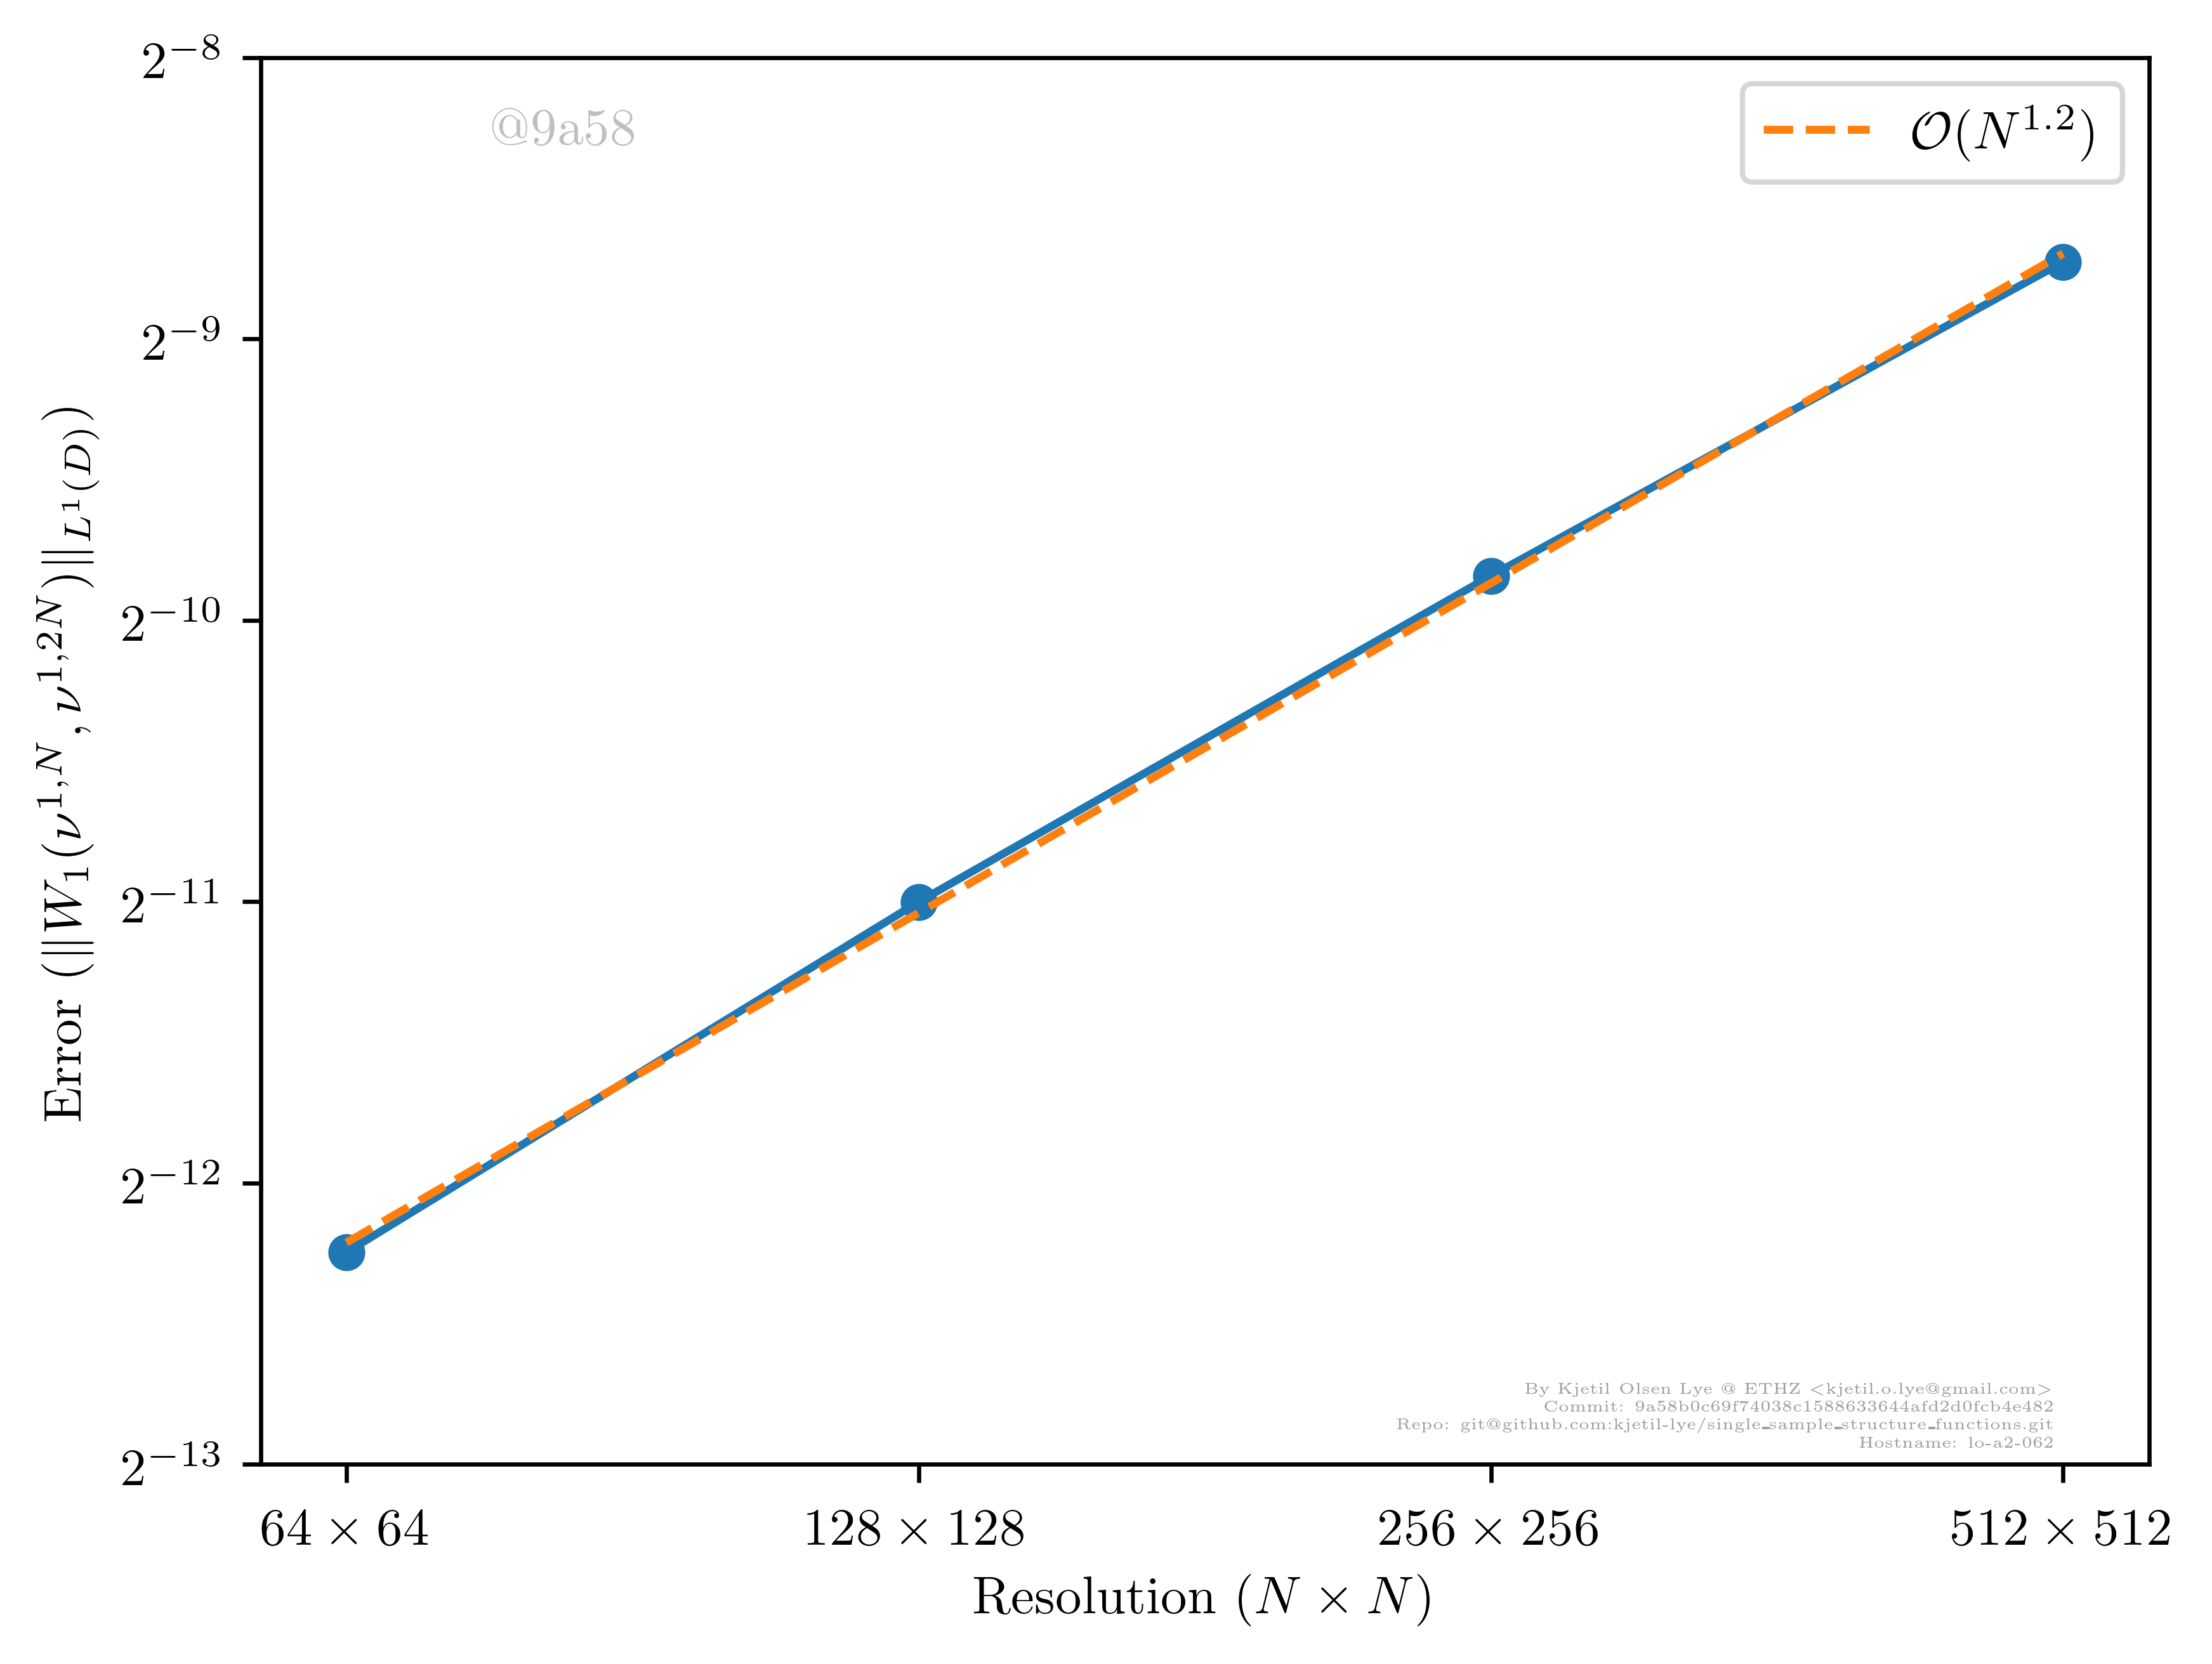 2^{-8}
@9a58
\mathcal{O}(N^{1.2})
2^{-9}
2^{-10}
2^{-11}
2^{-12}
2^{-13}
Error (||W_1(ν^{1,N}, ν^{1,2N})||_{L^1(D)})
By Kjetil Olsen Lye @ ETHZ <kjetil.o.lye@gmail.com>
Commit: 9a58b0c69f74038c1588633644afd2d0fcb4e482
Repo: git@github.com:kjetil-lye/single_sample_structure_functions.git
Hostname: lo-a2-062
64 × 64
128 × 128
256 × 256
512 × 512
Resolution (N × N)